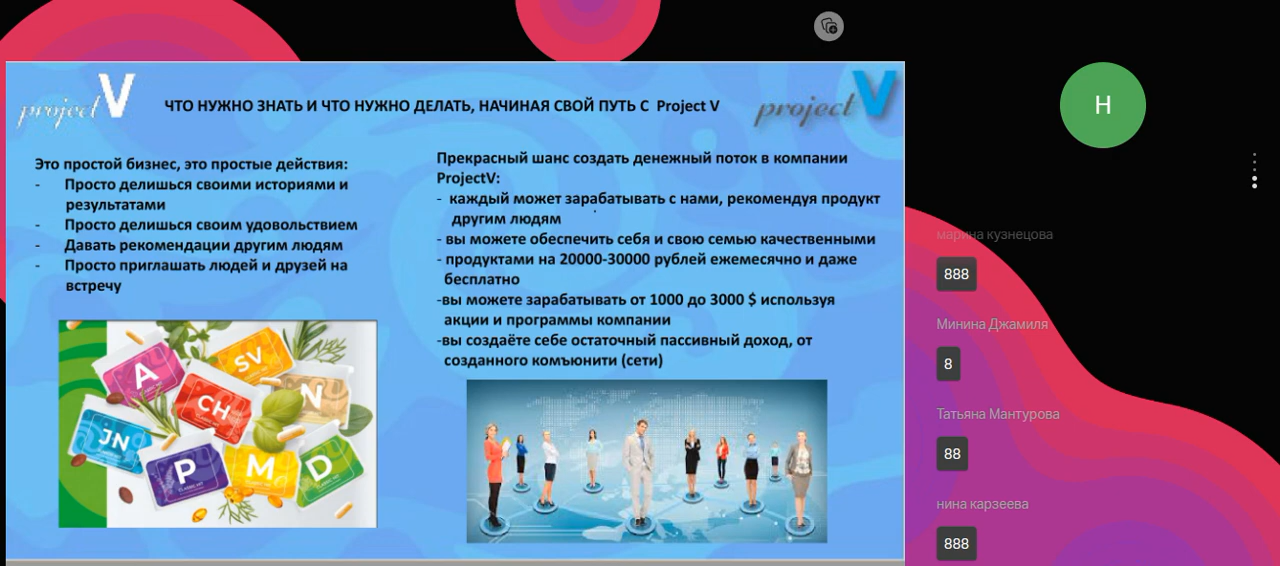 project V
ЧТО НУЖНО ЗНАТЬ И ЧТО НУЖНО ДЕЛАТЬ, НАЧИНАЯ СВОЙ ПУТЬ С Project V
project V
Это простой бизнес, это простые действия:
- Просто делишься своими историями и
результатами
- Просто делишься своим удовольствием
- Давать рекомендации другим людям
- Просто приглашать людей и друзей на
встречу
A
SV
N
CH
JN
P
M
D
Прекрасный шанс создать денежный поток в компании
ProjectV:
- каждый может зарабатывать с нами, рекомендуя продукт
другим людям
- вы можете обеспечить себя и свою семью качественными
- продуктами на 20000-30000 рублей ежемесячно и даже
бесплатно
-вы можете зарабатывать от 1000 до 3000 $ используя
акции и программы компании
-вы создаёте себе остаточный пассивный доход, от
созданного комъюнити (сети)
Н
марина кузнецова
888
Минина Джамиля
8
Татьяна Мантурова
88
нина карзеева
888